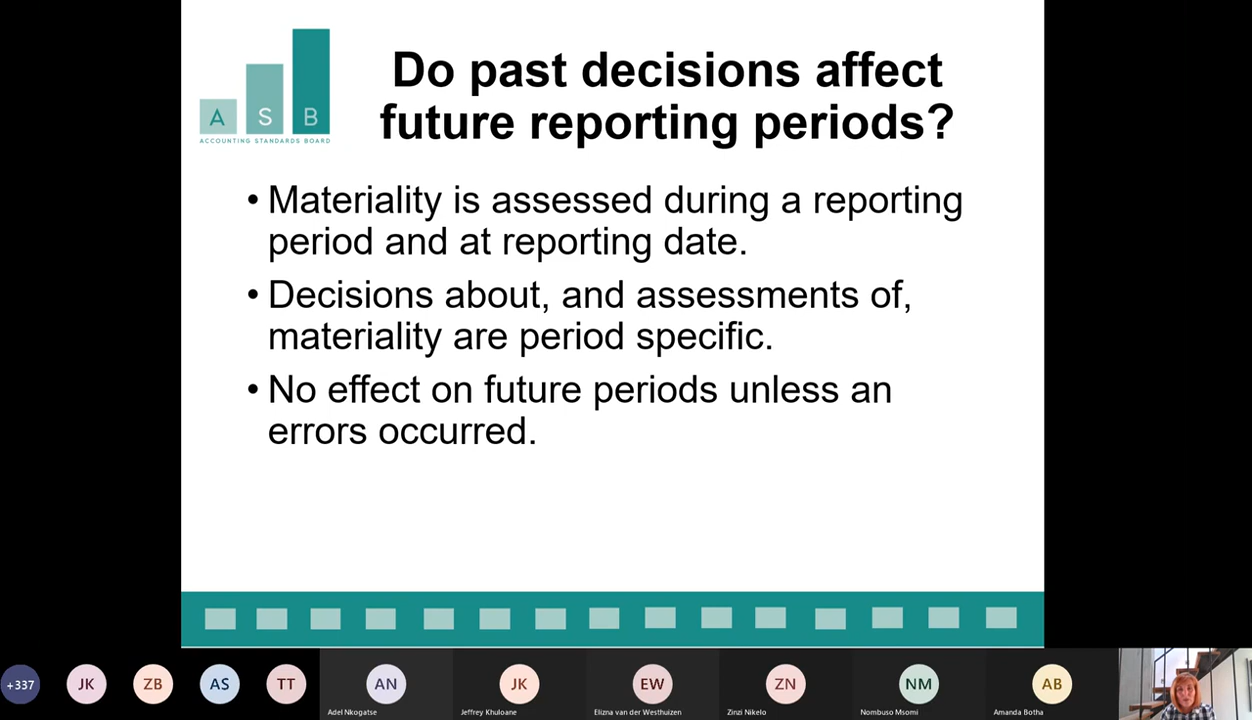 A S B
ACCOUNTING STANDARDS BOARD
Do past decisions affect
future reporting periods?
• Materiality is assessed during a reporting
period and at reporting date.
• Decisions about, and assessments of,
materiality are period specific.
• No effect on future periods unless an
errors occurred.
+337
JK
ZB
AS
TT
AN
Adel Nkogatse
JK
Jeffrey Khuloane
EW
Elizna van der Westhuizen
ZN
Zinzi Nikelo
NM
Nombuso Msomi
AB
Amanda Botha